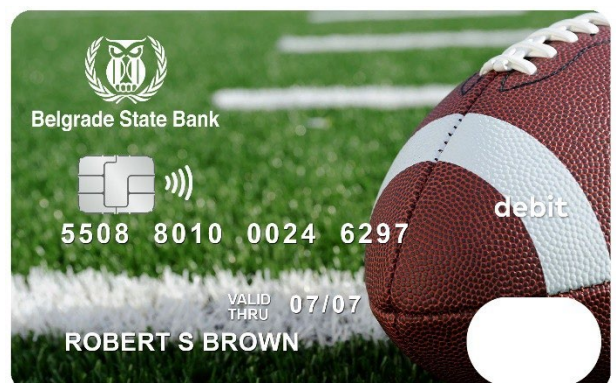 Belgrade State Bank
debit
5508 8010 0024 6297
VALID THRU 07/07
ROBERT S BROWN